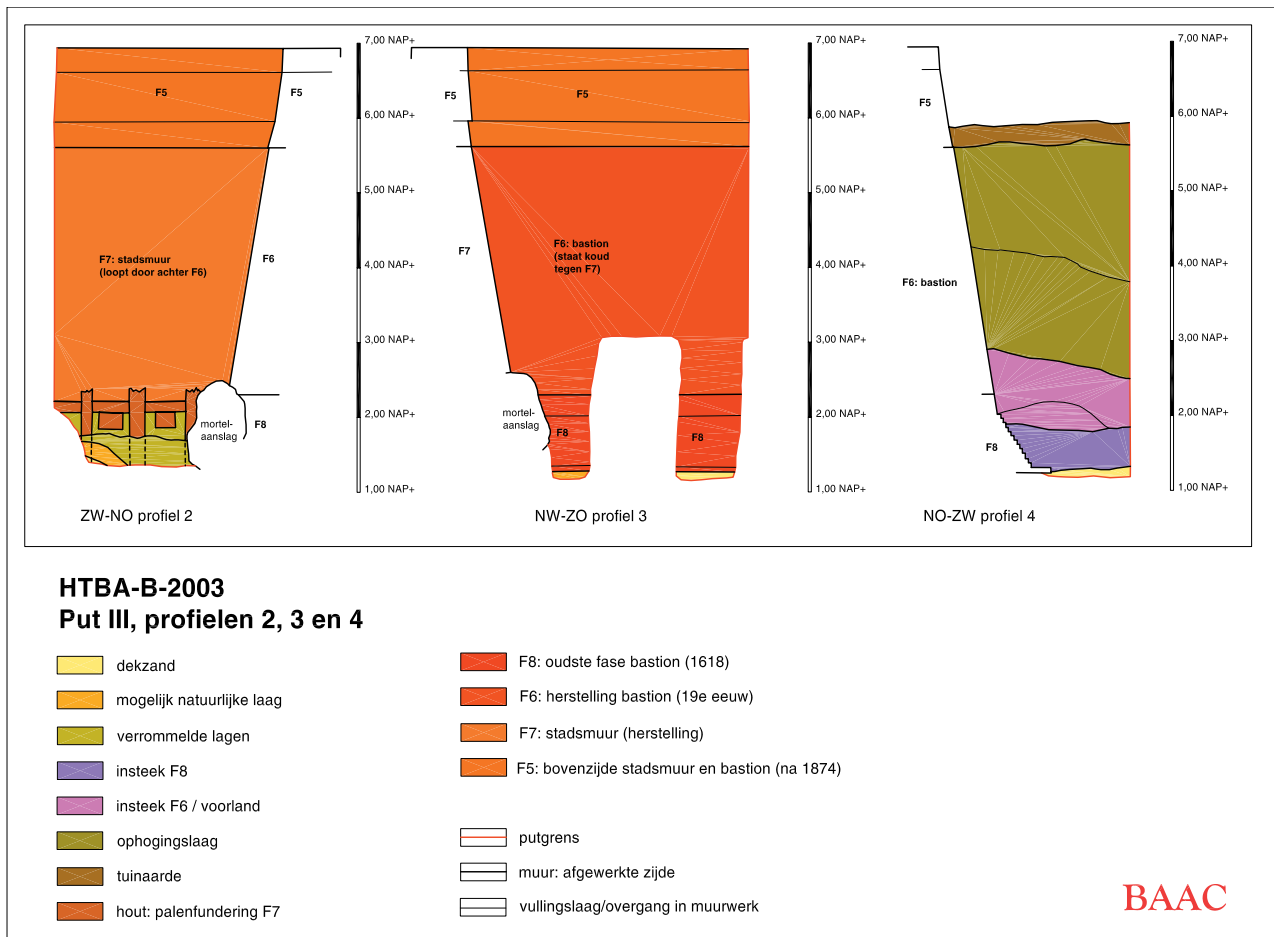 7,00 NAP+
6,00 NAP+
5,00 NAP+
4,00 NAP+
3,00 NAP+
2,00 NAP+
1,00 NAP+
F5
F5
F7: stadsmuur
(loopt door achter F6)
F6
mortel-
aanslag
F8
ZW-NO profiel 2
7,00 NAP+
6,00 NAP+
5,00 NAP+
4,00 NAP+
3,00 NAP+
2,00 NAP+
1,00 NAP+
F5
F5
F7
F6: bastion
(staat koud
tegen F7)
mortel-
aanslag
F8
F8
NW-ZO profiel 3
7,00 NAP+
6,00 NAP+
5,00 NAP+
4,00 NAP+
3,00 NAP+
2,00 NAP+
1,00 NAP+
F5
F6: bastion
F8
NO-ZW profiel 4
HTBA-B-2003
Put III, profielen 2, 3 en 4
dekzand
mogelijk natuurlijke laag
verrommelde lagen
insteek F8
insteek F6 / voorland
ophogingslaag
tuinaarde
hout: palenfundering F7
F8: oudste fase bastion (1618)
F6: herstelling bastion (19e eeuw)
F7: stadsmuur (herstelling)
F5: bovenzijde stadsmuur en bastion (na 1874)
putgrens
muur: afgewerkte zijde
vullingslaag/overgang in muurwerk
BAAC